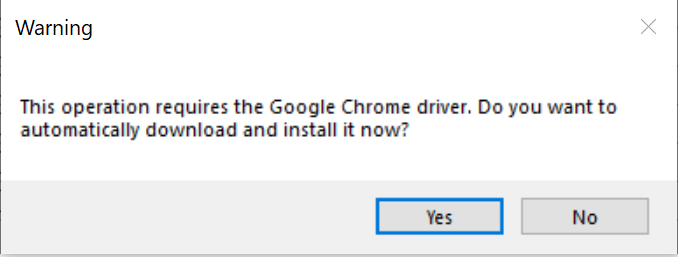 Warning
This operation requires the Google Chrome driver. Do you want to
automatically download and install it now?
Yes
No